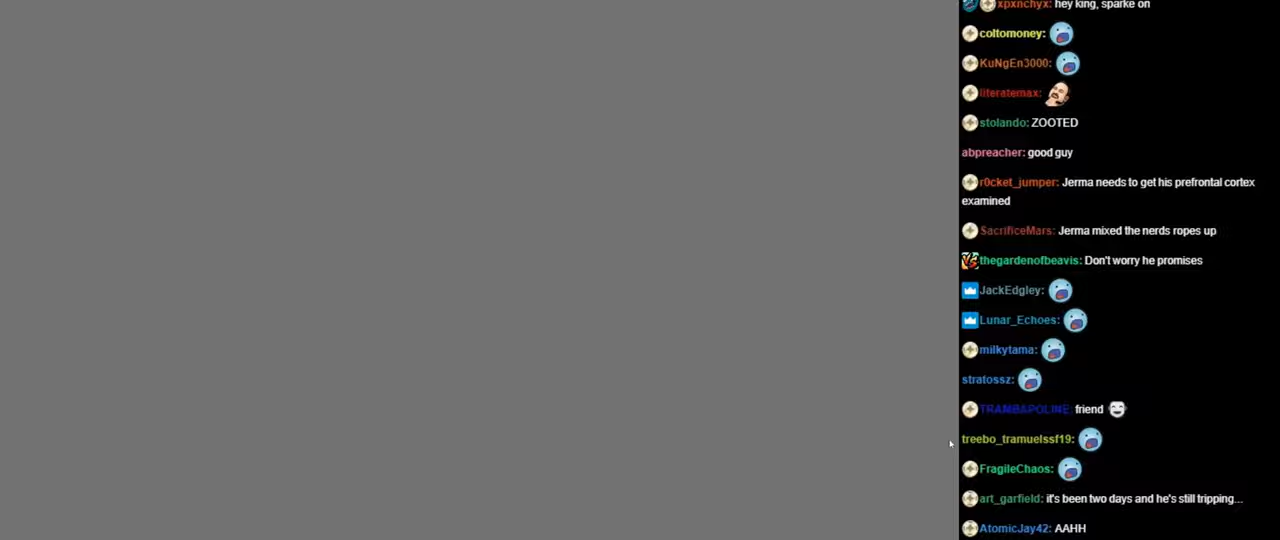 xpxnchyx: hey king, sparke on
coltomoney:
KuNgEn3000:
literatemax:
stolando: ZOOTED
abpreacher: good guy
r0cket_jumper: Jerma needs to get his prefrontal cortex
examined
SacrificeMars: Jerma mixed the nerds ropes up
thegardenofbeavis: Don't worry he promises
JackEdgley:
Lunar_Echoes:
milkytama:
stratossz:
TRAMBAPOLINE: friend
treebo_tramuelssf19:
FragileChaos:
art_garfield: it's been two days and he's still tripping...
AtomicJay42: AAHH